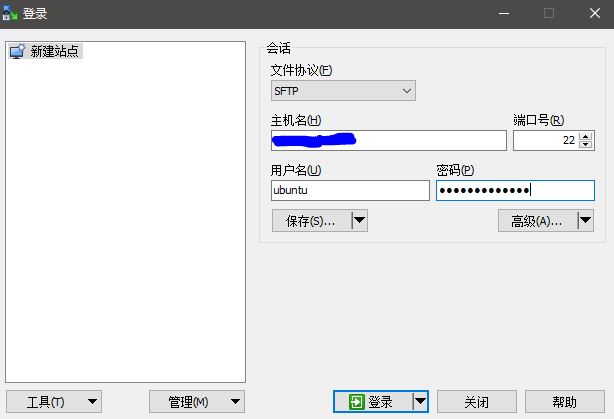 登录
新建站点
会话
文件协议(F)
SFTP
主机名(H) 端口号(R)
22
用户名(U) 密码(P)
ubuntu ●●●●●●●●●●●●●
保存(S)... 高级(A)...
工具(T) 管理(M) 登录 关闭 帮助